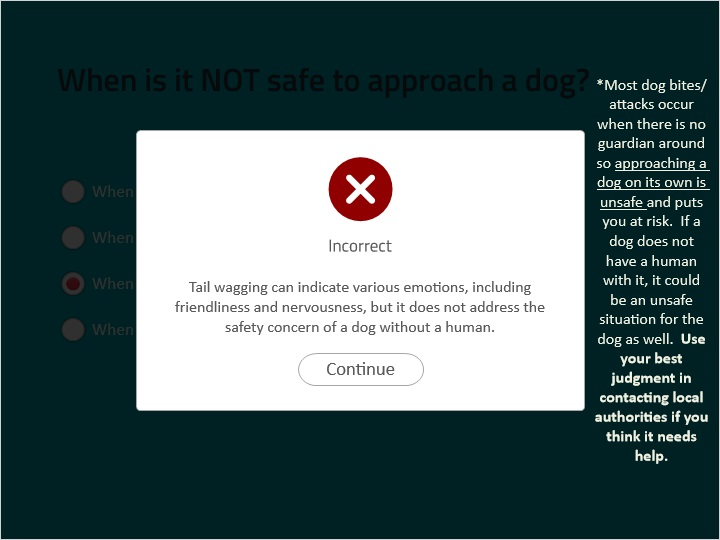 When is it NOT safe to approach a dog?
When
When
When
When
Incorrect
Tail wagging can indicate various emotions, including
friendliness and nervousness, but it does not address the
safety concern of a dog without a human.
Continue
*Most dog bites/
attacks occur
when there is no
guardian around
so approaching a
dog on its own is
unsafe and puts
you at risk.  If a
dog does not
have a human
with it, it could
be an unsafe
situation for the
dog as well.  Use
your best
judgment in
contacting local
authorities if you
think it needs
help.